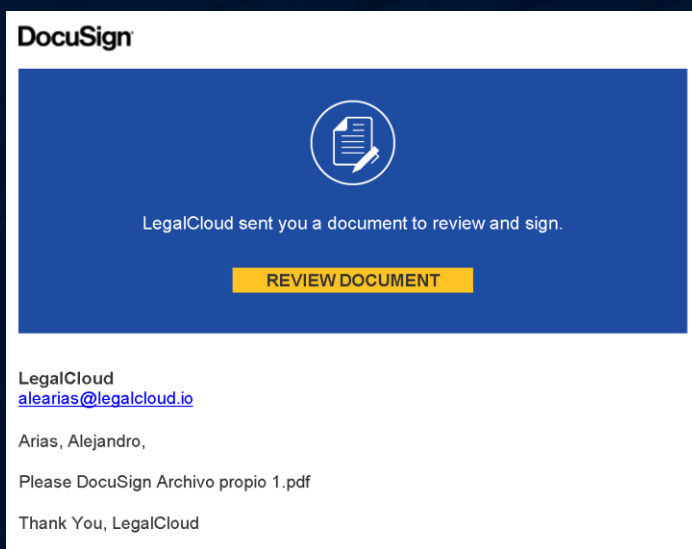 DocuSign
LegalCloud sent you a document to review and sign.
REVIEW DOCUMENT
LegalCloud
alearias@legalcloud.io
Arias, Alejandro,
Please DocuSign Archivo propio 1.pdf
Thank You, LegalCloud